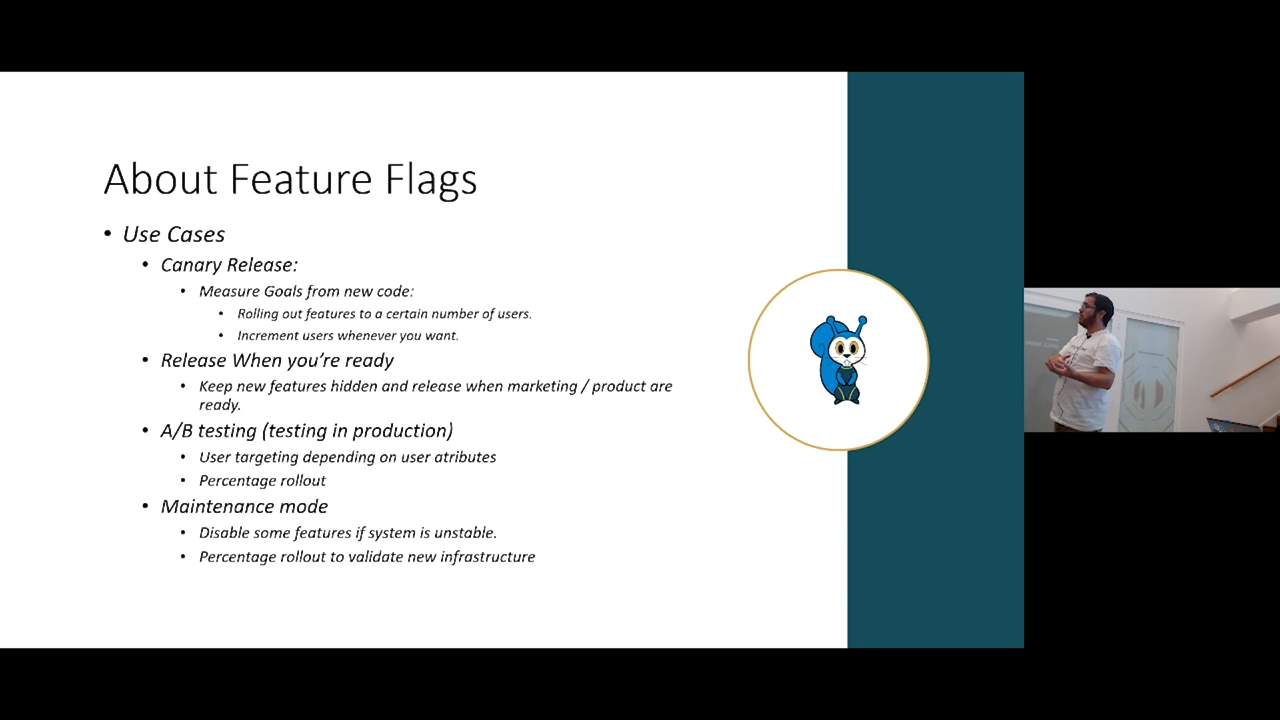 About Feature Flags
• Use Cases
• Canary Release:
• Measure Goals from new code:
• Rolling out features to a certain number of users.
• Increment users whenever you want.
• Release When you're ready
• Keep new features hidden and release when marketing / product are
ready.
• A/B testing (testing in production)
• User targeting depending on user atributes
• Percentage rollout
• Maintenance mode
• Disable some features if system is unstable.
• Percentage rollout to validate new infrastructure